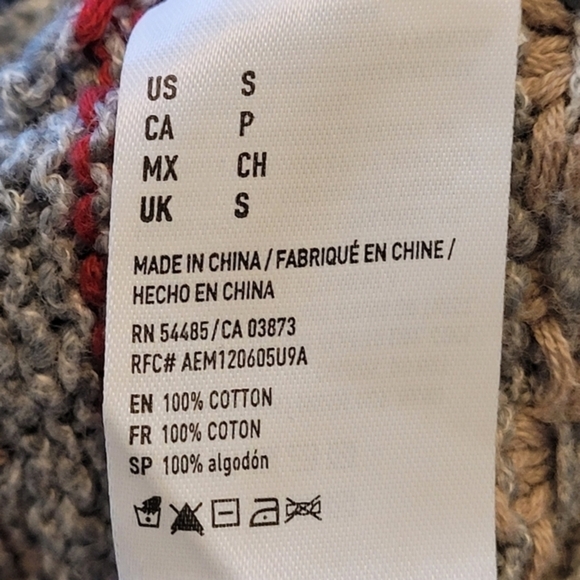 US S
CA P
MX CH
UK S
MADE IN CHINA / FABRIQUÉ EN CHINE /
HECHO EN CHINA
RN 54485/CA 03873
RFC# AEM120605U9A
EN 100% COTTON
FR 100% COTON
SP 100% algodón